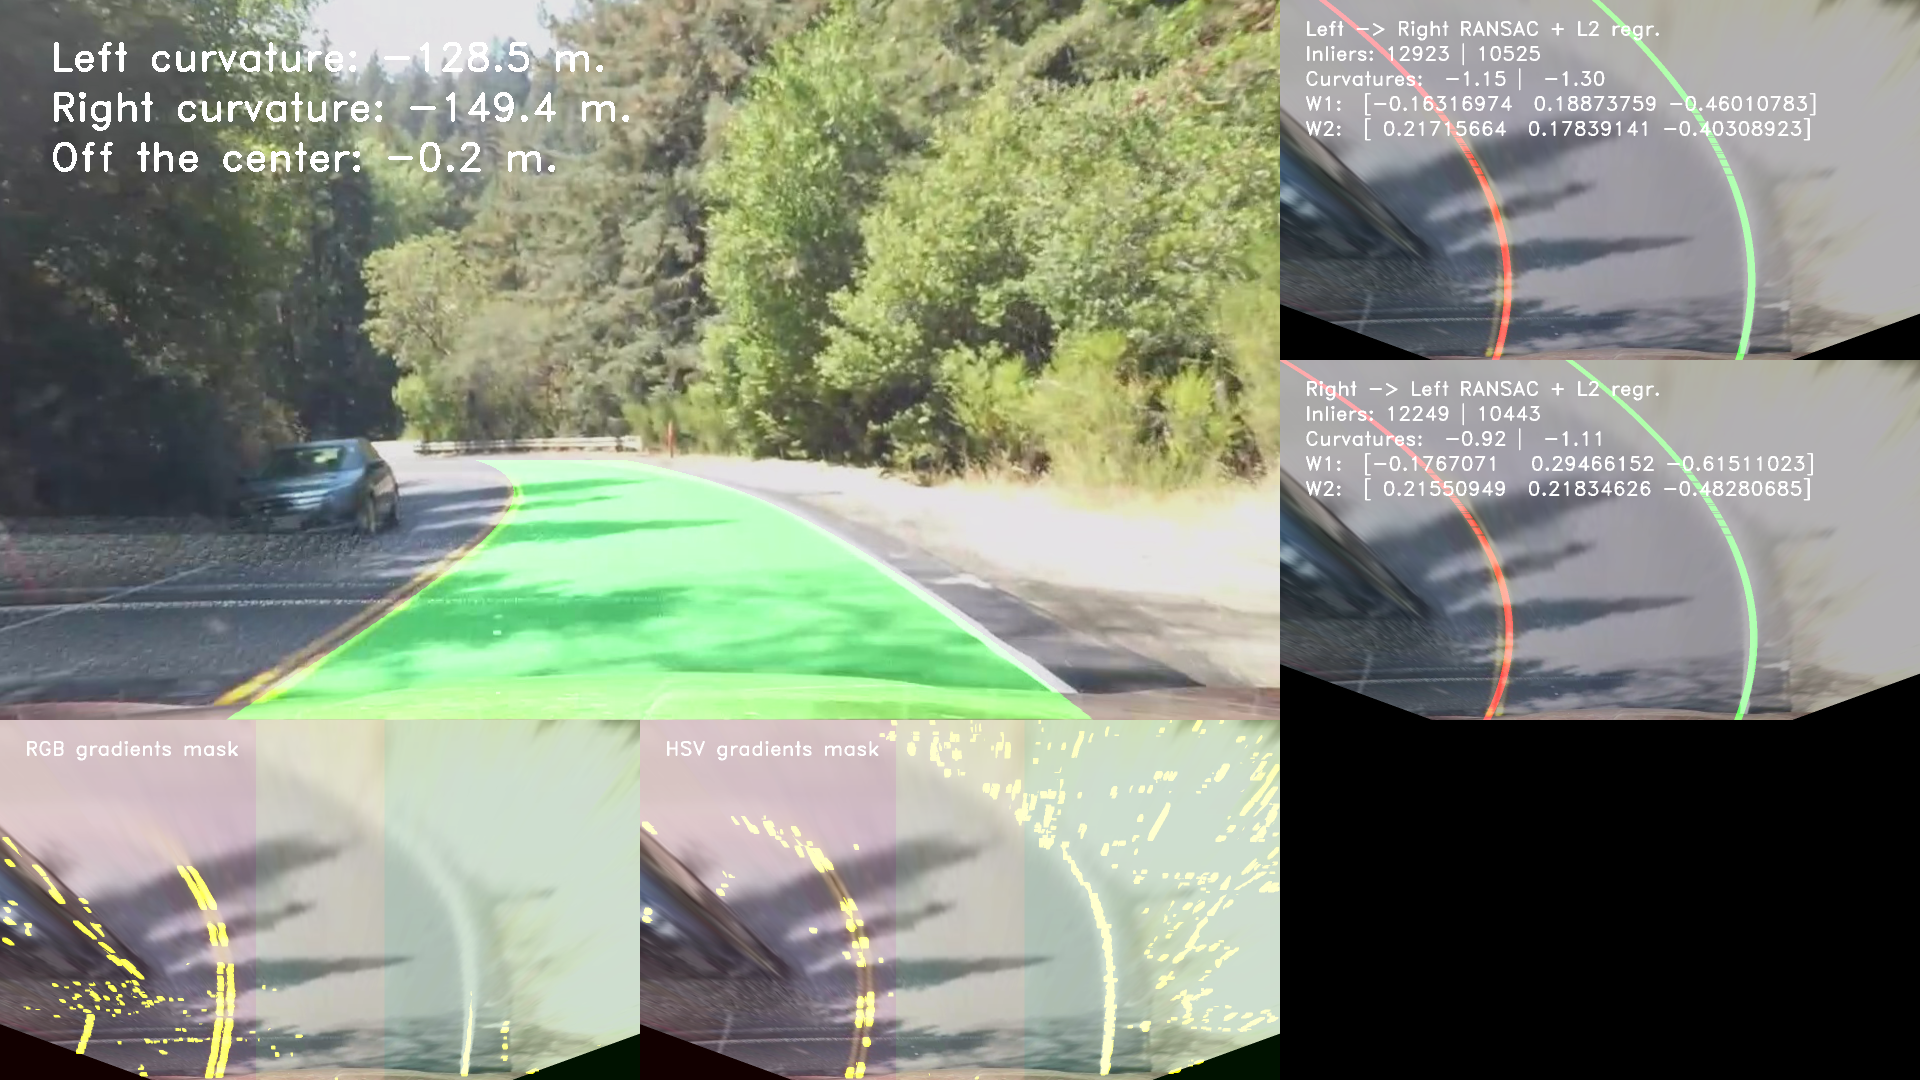 Left curvature: −128.5 m.
Right curvature: −149.4 m.
Off the center: −0.2 m.
Left −> Right RANSAC + L2 regr.
Inliers: 12923 | 10525
Curvatures: −1.15 | −1.30
W1: [−0.16316974 0.18873759 −0.46010783]
W2: [ 0.21715664 0.17839141 −0.40308923]
Right −> Left RANSAC + L2 regr.
Inliers: 12249 | 10443
Curvatures: −0.92 | −1.11
W1: [−0.1767071 0.29466152 −0.61511023]
W2: [ 0.21550949 0.21834626 −0.48280685]
RGB gradients mask
HSV gradients mask